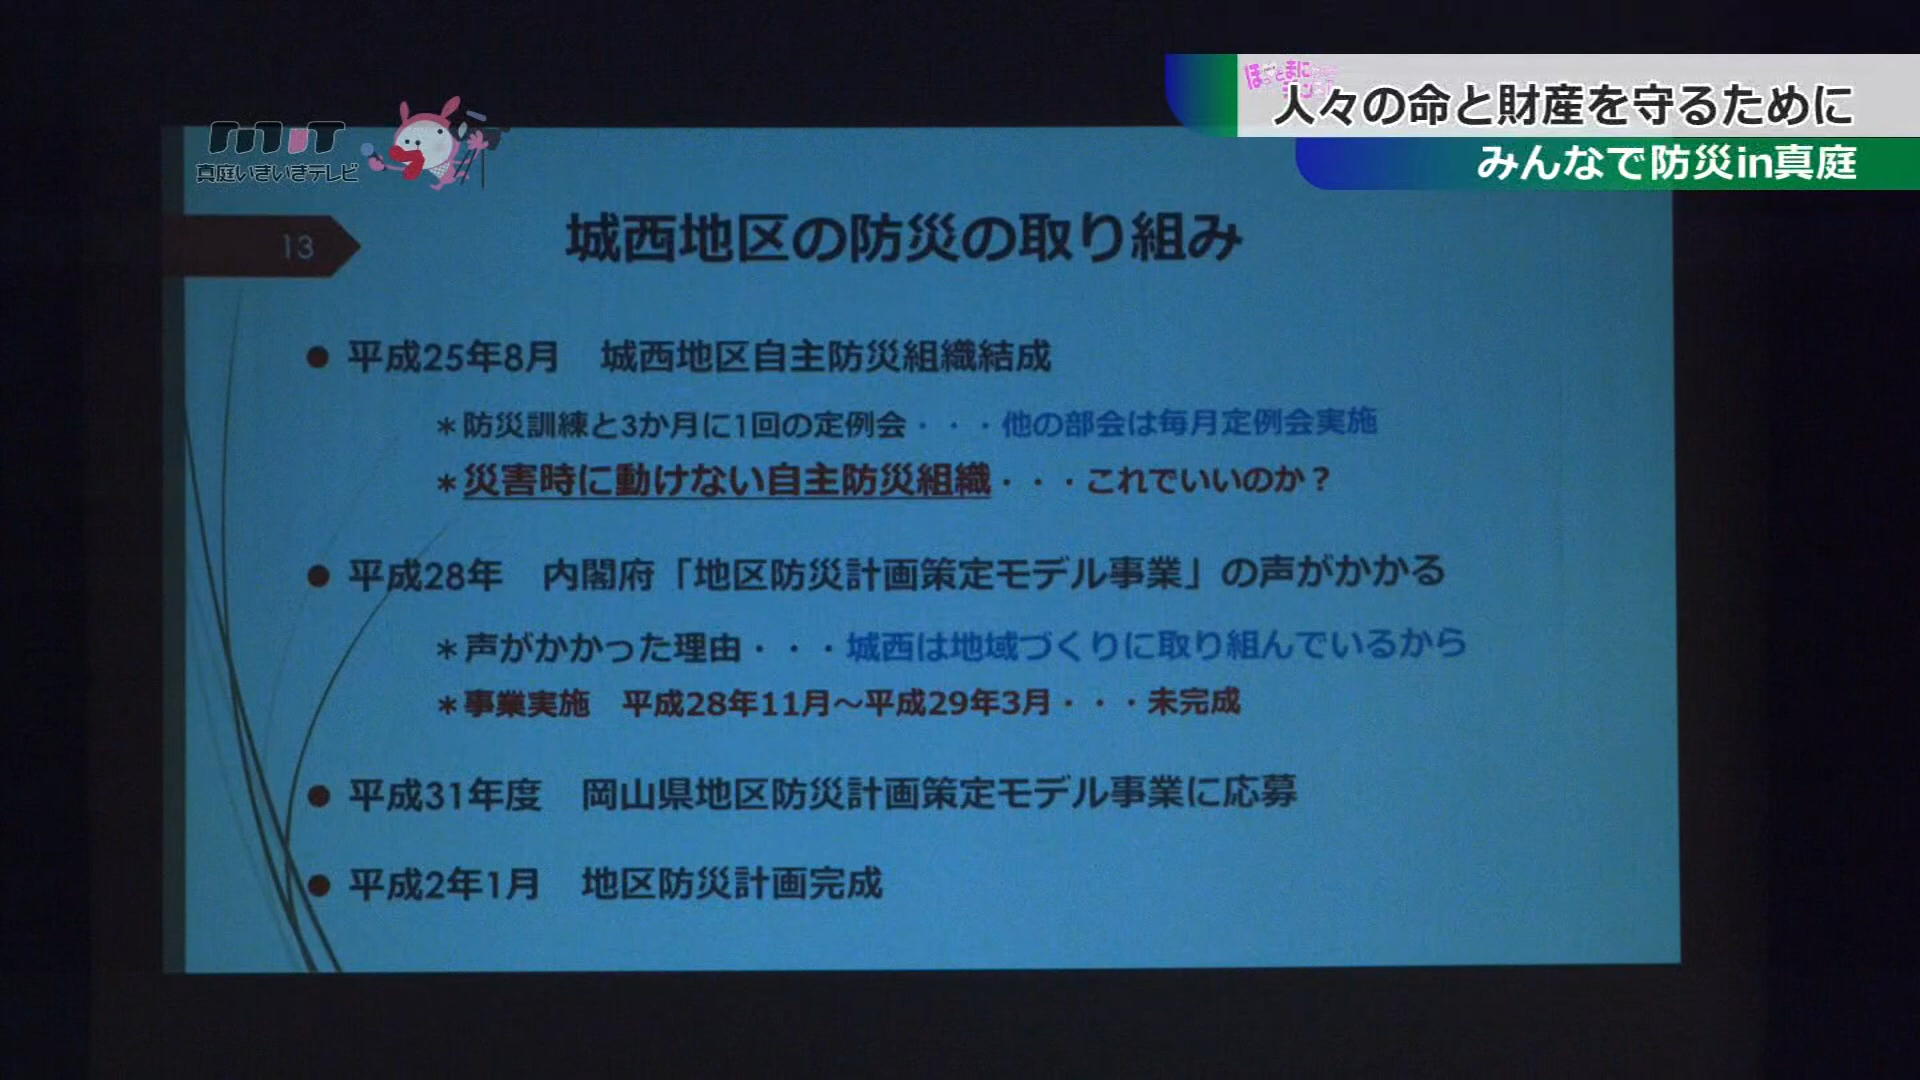 ほっとまに
人々の命と財産を守るために
みんなで防災in真庭
MIT
真庭いきいきテレビ
13
城西地区の防災の取り組み
● 平成25年8月 城西地区自主防災組織結成
＊防災訓練と3か月に1回の定例会・・・他の部会は毎月定例会実施
＊災害時に動けない自主防災組織・・・これでいいのか？
● 平成28年 内閣府「地区防災計画策定モデル事業」の声がかかる
＊声がかかった理由・・・城西は地域づくりに取り組んでいるから
＊事業実施 平成28年11月～平成29年3月・・・未完成
● 平成31年度 岡山県地区防災計画策定モデル事業に応募
● 平成2年1月 地区防災計画完成